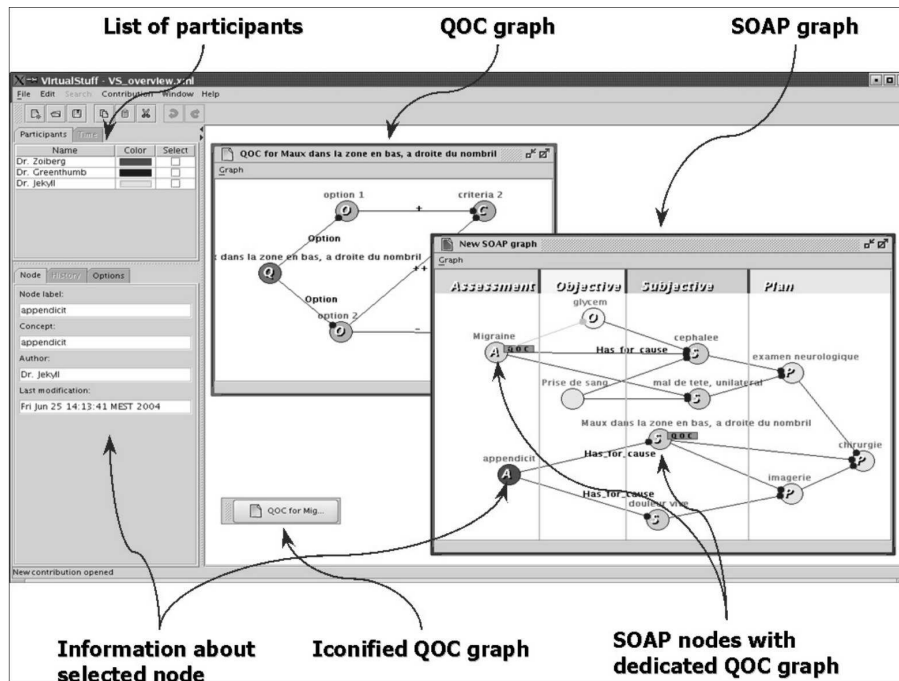 List of participants
QOC graph
SOAP graph
VirtualStuff - VS_overview.xml
File Edit Search Contribution Window Help
Participants Time
Name Color Select
Dr. Zoiberg
Dr. Greenthumb
Dr. Jekyll
Node History Options
Node label:
appendicit
Concept:
appendicit
Author:
Dr. Jekyll
Last modification:
Fri Jun 25 14:13:41 MEST 2004
New contribution opened
QOC for Maux dans la zone en bas, a droite du nombril
Graph
option 1
criteria 2
O
+
C
Option
x dans la zone en bas, a droite du nombril
Q
++
Option
option 2
O
-
QOC for Mig...
New SOAP graph
Graph
Assessment Objective Subjective Plan
glycem
O
Migraine
cephalee
A QOC
Has_for_cause
S
examen neurologique
P
Prise de sang
mal de tete, unilateral
S
Maux dans la zone en bas, a droite du nombril
S QOC
chirurgie
P
appendicit
Has_for_cause
A
imagerie
P
Has_for_cause
douleur vive
S
Information about
selected node
Iconified QOC graph
SOAP nodes with
dedicated QOC graph